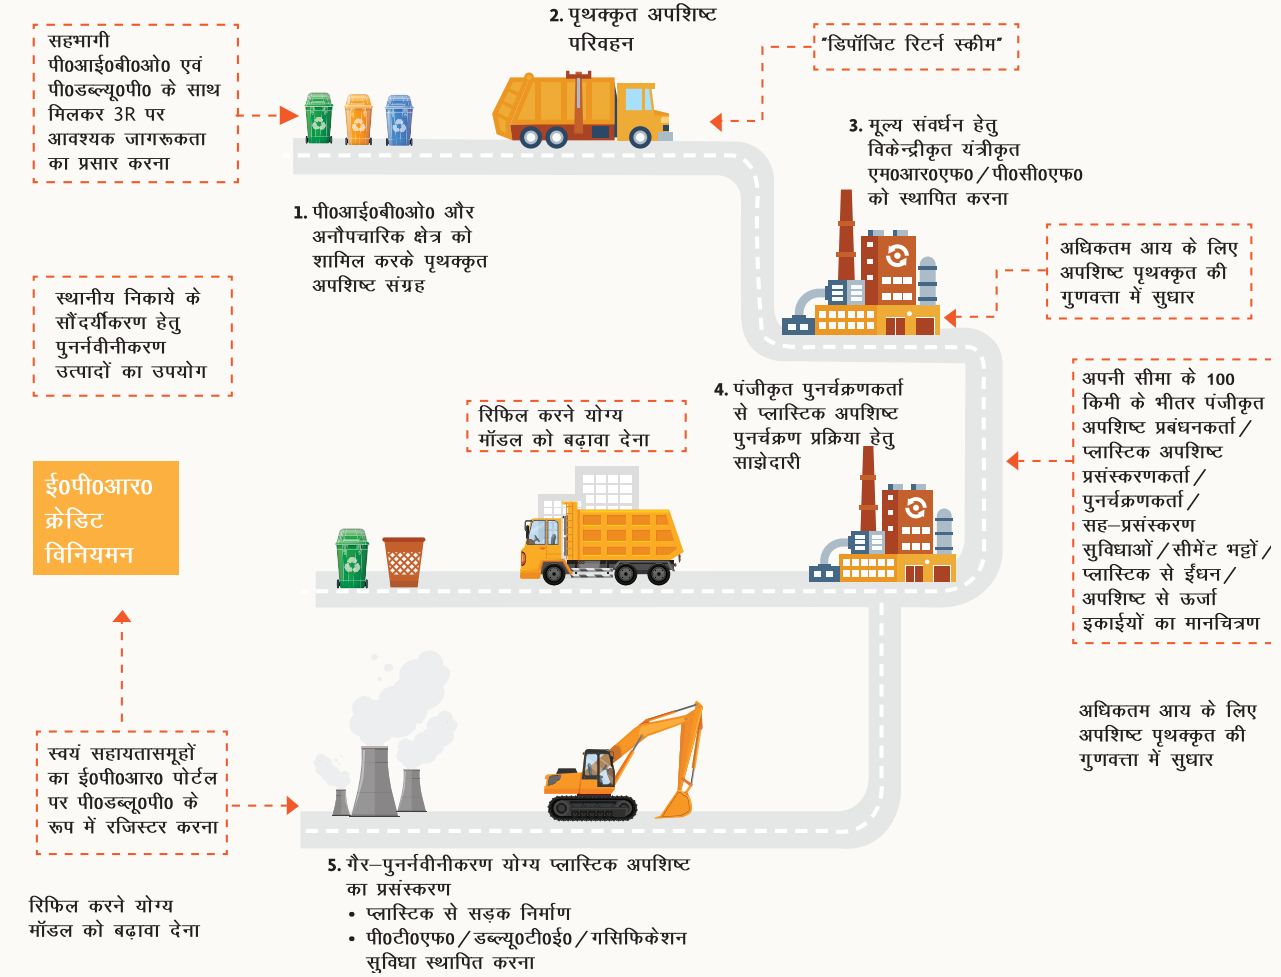 सहभागी
पी0आई0बी0ओ0 एवं
पी0डब्ल्यू0पी0 के साथ
मिलकर 3R पर
आवश्यक जागरूकता
का प्रसार करना
2. पृथक्कृत अपशिष्ट
परिवहन
"डिपॉजिट रिटर्न स्कीम"
3. मूल्य संवर्धन हेतु
विकेन्द्रीकृत यंत्रीकृत
एम0आर0एफ0/पी0सी0एफ0
को स्थापित करना
1. पी0आई0बी0ओ0 और
अनौपचारिक क्षेत्र को
शामिल करके पृथक्कृत
अपशिष्ट संग्रह
अधिकतम आय के लिए
अपशिष्ट पृथक्कृत की
गुणवत्ता में सुधार
स्थानीय निकाये के
सौंदर्यीकरण हेतु
पुनर्नवीनीकरण
उत्पादों का उपयोग
4. पंजीकृत पुनर्चक्रणकर्ता
से प्लास्टिक अपशिष्ट
पुनर्चक्रण प्रक्रिया हेतु
साझेदारी
रिफिल करने योग्य
मॉडल को बढ़ावा देना
अपनी सीमा के 100
किमी के भीतर पंजीकृत
अपशिष्ट प्रबंधनकर्ता/
प्लास्टिक अपशिष्ट
प्रसंस्करणकर्ता/
पुनर्चक्रणकर्ता/
सह–प्रसंस्करण
सुविधाओं/सीमेंट भट्टों/
प्लास्टिक से ईंधन/
अपशिष्ट से ऊर्जा
इकाईयों का मानचित्रण
ई0पी0आर0
क्रेडिट
विनियमन
स्वयं सहायतासमूहों
का ई0पी0आर0 पोर्टल
पर पी0डब्लू0पी0 के
रूप में रजिस्टर करना
अधिकतम आय के लिए
अपशिष्ट पृथक्कृत की
गुणवत्ता में सुधार
5. गैर–पुनर्नवीनीकरण योग्य प्लास्टिक अपशिष्ट
का प्रसंस्करण
• प्लास्टिक से सड़क निर्माण
• पी0टी0एफ0/डब्ल्यू0टी0ई0/गसिफिकेशन
सुविधा स्थापित करना
रिफिल करने योग्य
मॉडल को बढ़ावा देना